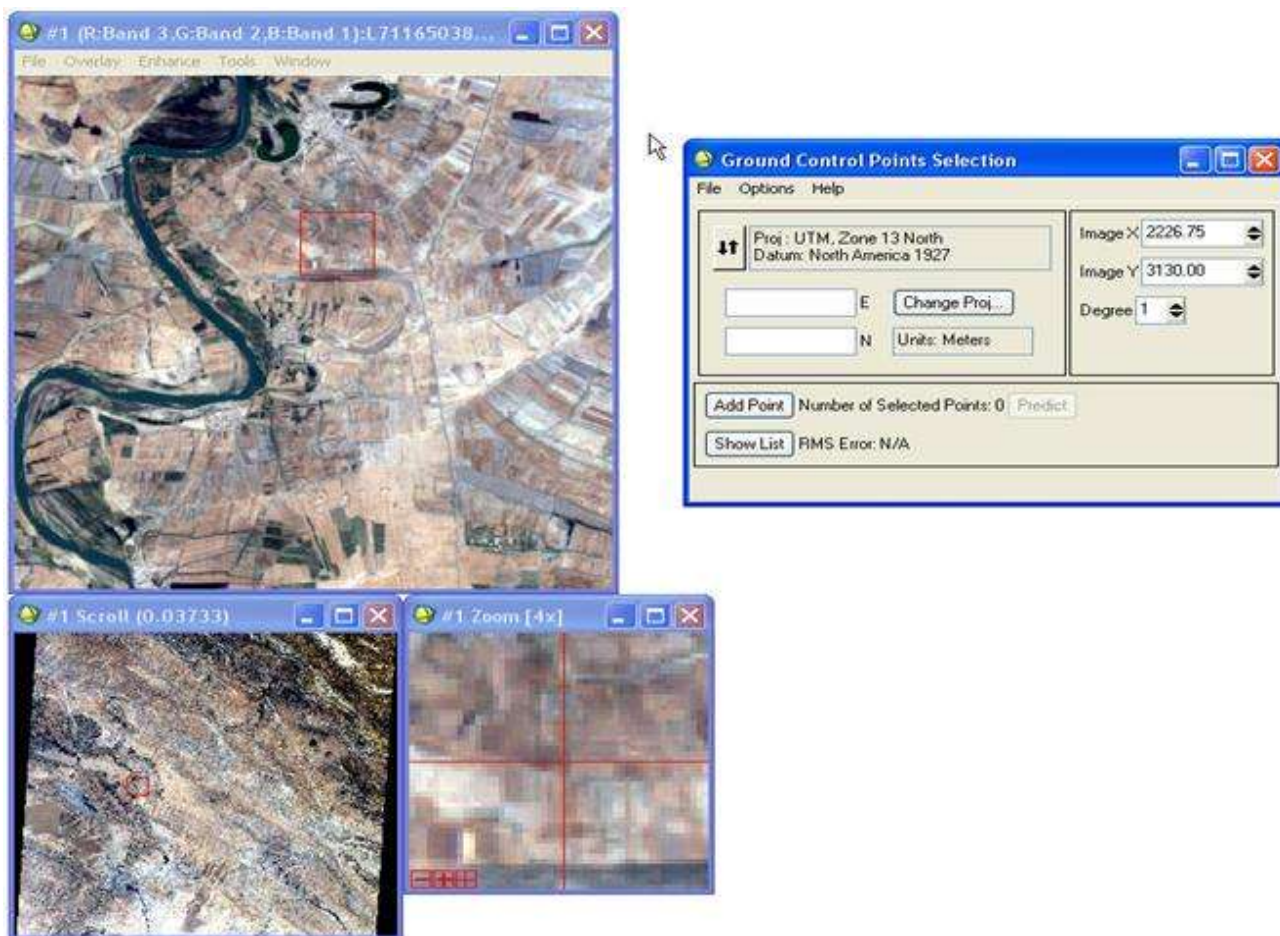 #1 (R:Band 3,G:Band 2,B:Band 1):L71165038...
File Overlay Enhance Tools Window
Ground Control Points Selection
File Options Help
Proj : UTM, Zone 13 North
Datum: North America 1927
E
Change Proj...
N
Units: Meters
Image X 2226.75
Image Y 3130.00
Degree 1
Add Point Number of Selected Points: 0 Predict
Show List RMS Error: N/A
#1 Scroll (0.03733)
#1 Zoom [4x]